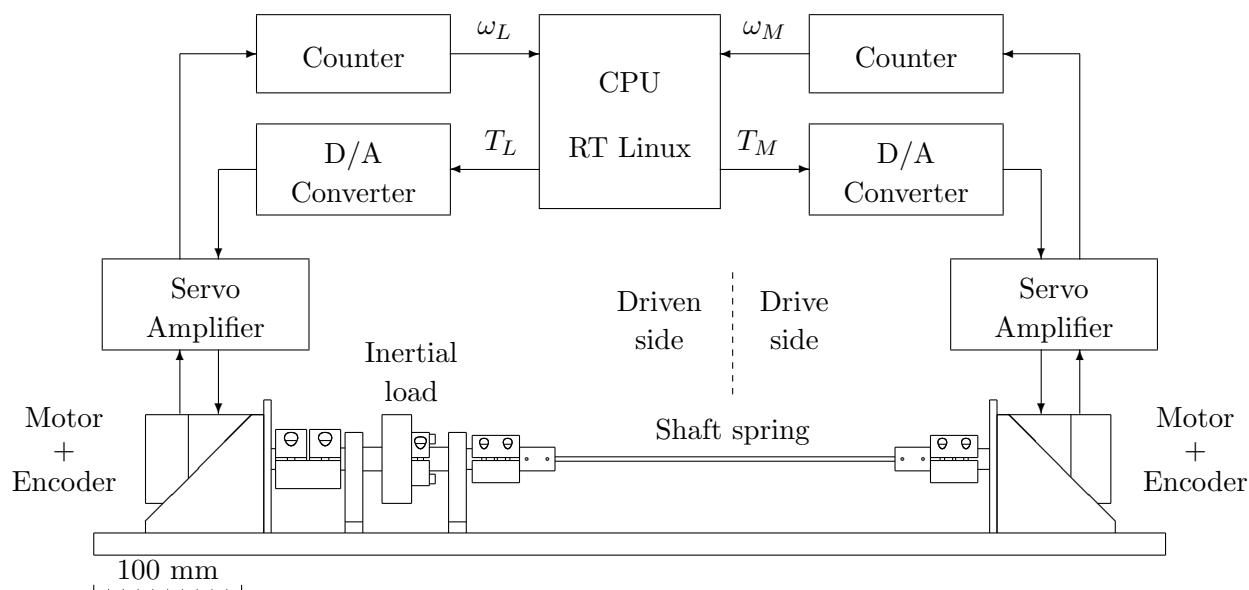 Counter
ω_L
CPU
RT Linux
ω_M
Counter
D/A
Converter
T_L
T_M
D/A
Converter
Servo
Amplifier
Driven
side
Drive
side
Servo
Amplifier
Inertial
load
Motor
+
Encoder
Shaft spring
Motor
+
Encoder
100 mm